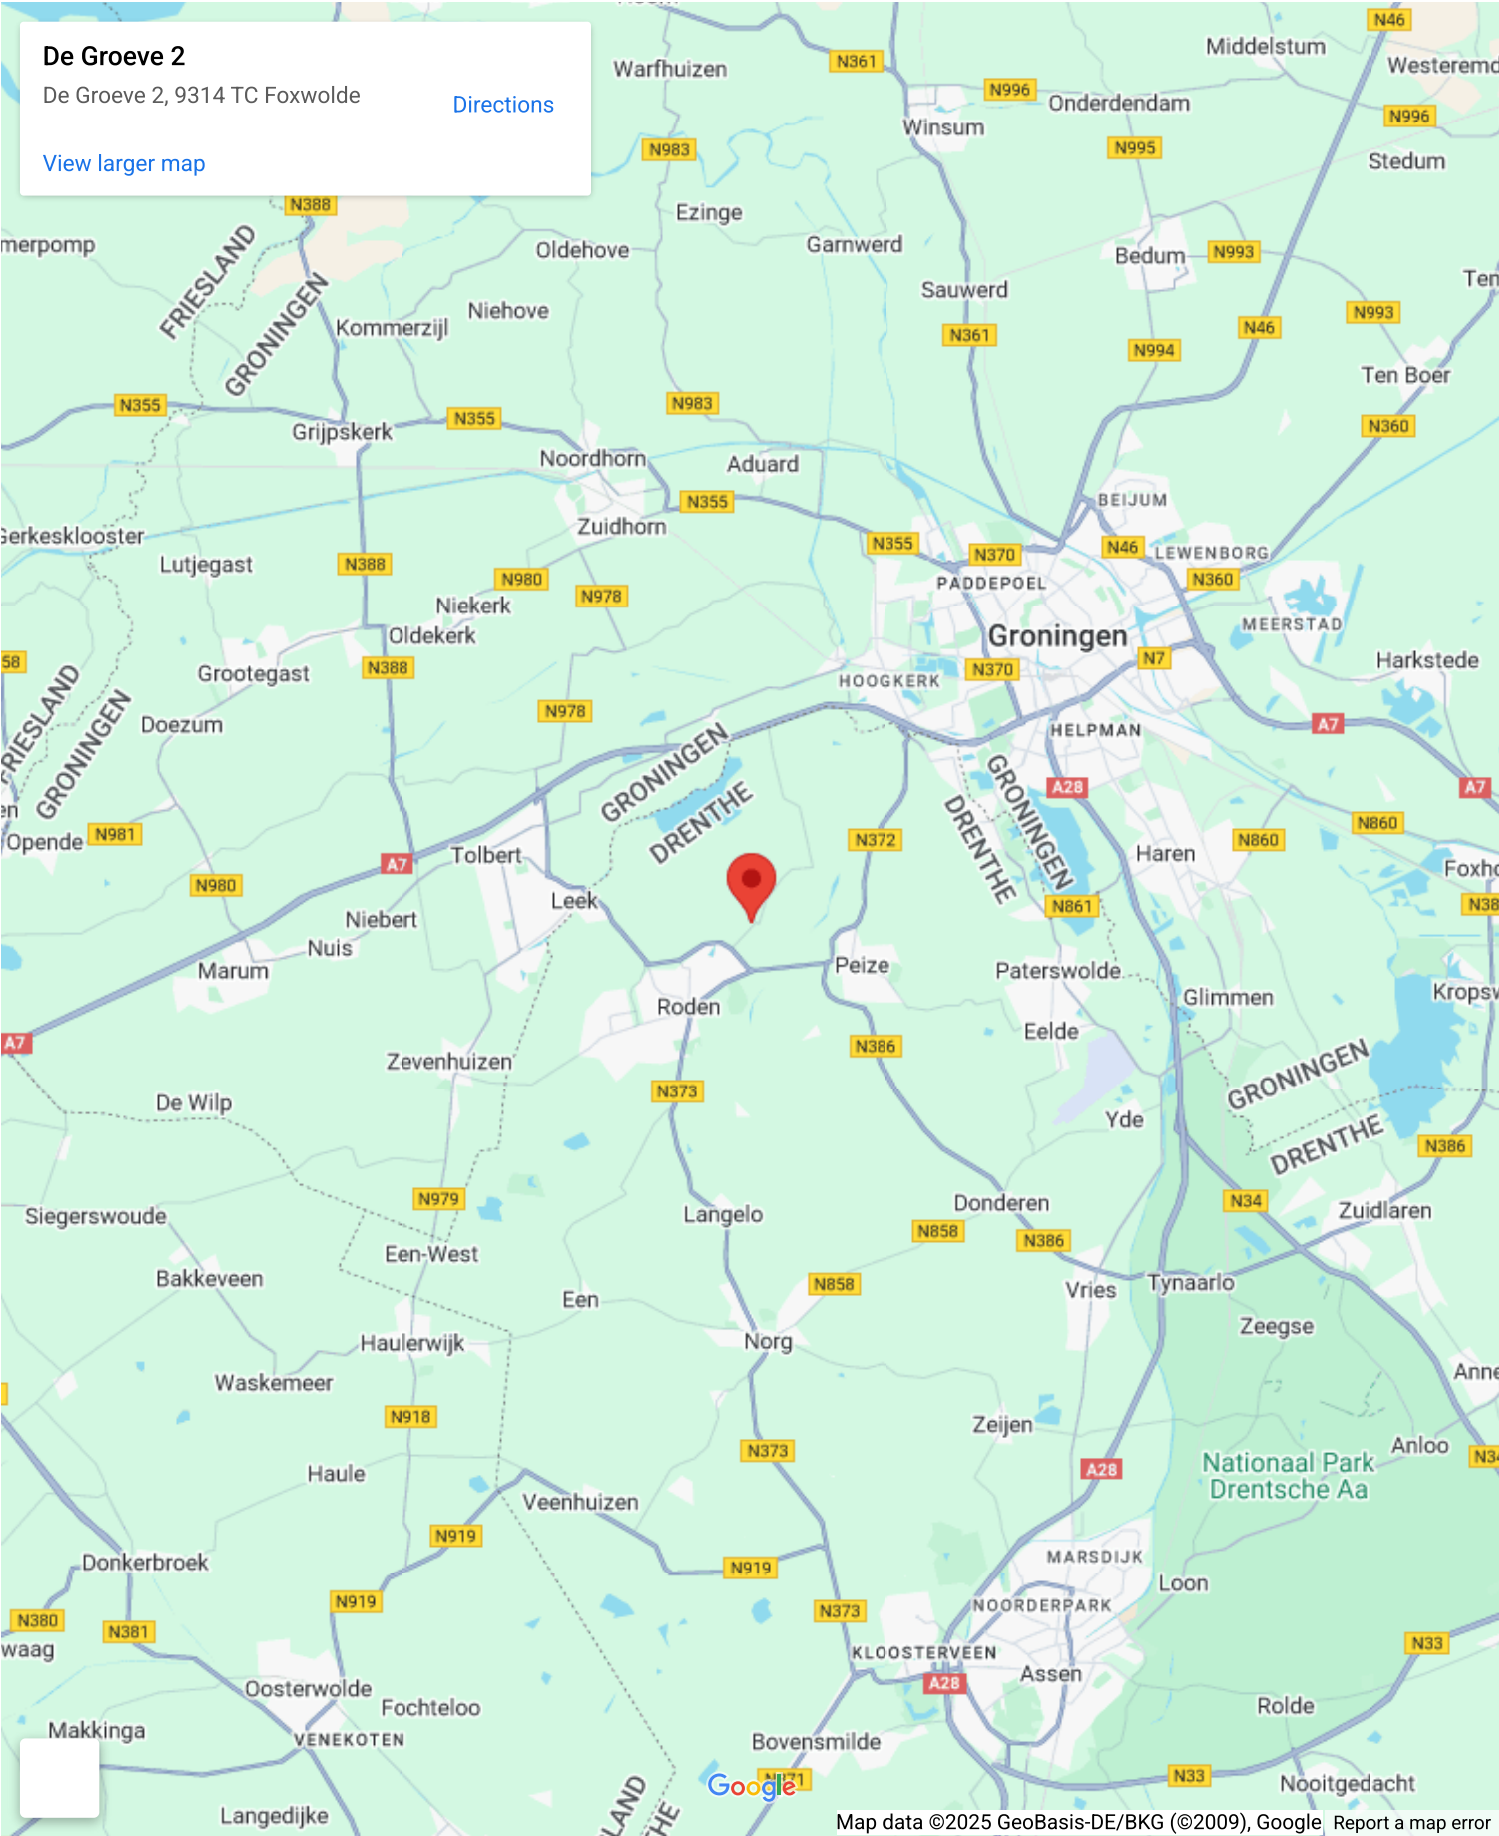 De Groeve 2
De Groeve 2, 9314 TC Foxwolde
Directions
View larger map
N46
Middelstum
Warfhuizen
N361
Westeremd
N996
Onderdendam
N996
Winsum
N995
N983
Stedum
N388
Ezinge
merpomp
Oldehove
Garnwerd
Bedum
N993
FRIESLAND
GRONINGEN
Sauwerd
Ten
Niehove
N993
Kommerzijl
N46
N361
N994
Ten Boer
N355
N983
N355
N360
Grijpskerk
Noordhorn
Aduard
N355
BEIJUM
Zuidhorn
Gerkesklooster
N355
N370
N46
LEWENBORG
Lutjegast
N388
N980
N360
PADDEPOEL
N978
Niekerk
MEERSTAD
Oldekerk
Groningen
58
N388
N7
Harkstede
Grootegast
N370
HOOGKERK
FRIESLAND
GRONINGEN
N978
Doezum
A7
HELPMAN
GRONINGEN
DRENTHE
GRONINGEN
DRENTHE
A28
A7
en
N981
Opende
N860
N372
N860
Tolbert
Haren
A7
Foxho
N980
Leek
N861
N38
Niebert
Nuis
Marum
Peize
Paterswolde
Kropsw
Roden
Glimmen
Eelde
A7
N386
Zevenhuizen
GRONINGEN
DRENTHE
N373
De Wilp
Yde
N386
N979
N34
Donderen
Siegerswoude
Langelo
Zuidlaren
N858
N386
Een-West
Bakkeveen
N858
Vries
Tynaarlo
Een
Zeegse
Haulerwijk
Norg
Anne
Waskemeer
N918
Zeijen
Anloo
N373
N34
A28
Nationaal Park
Drentsche Aa
Haule
Veenhuizen
N919
MARSDIJK
Donkerbroek
N919
Loon
N919
NOORDERPARK
N373
N380
N381
N33
waag
KLOOSTERVEEN
Assen
A28
Oosterwolde
Fochteloo
Rolde
Makkinga
VENEKOTEN
Bovensmilde
N33
Nooitgedacht
Google
Langedijke
Map data ©2025 GeoBasis-DE/BKG (©2009), Google
Report a map error